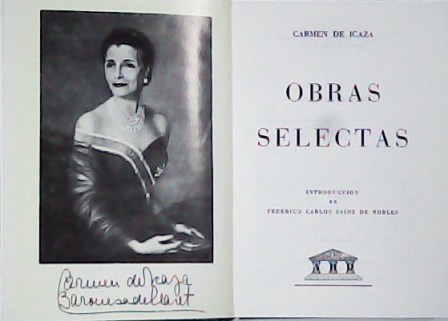 Carmen de Icaza
Baronesa de Claret
CARMEN DE ICAZA
OBRAS
SELECTAS
INTRODUCCION
DE
FEDERICO CARLOS SAINZ DE ROBLES